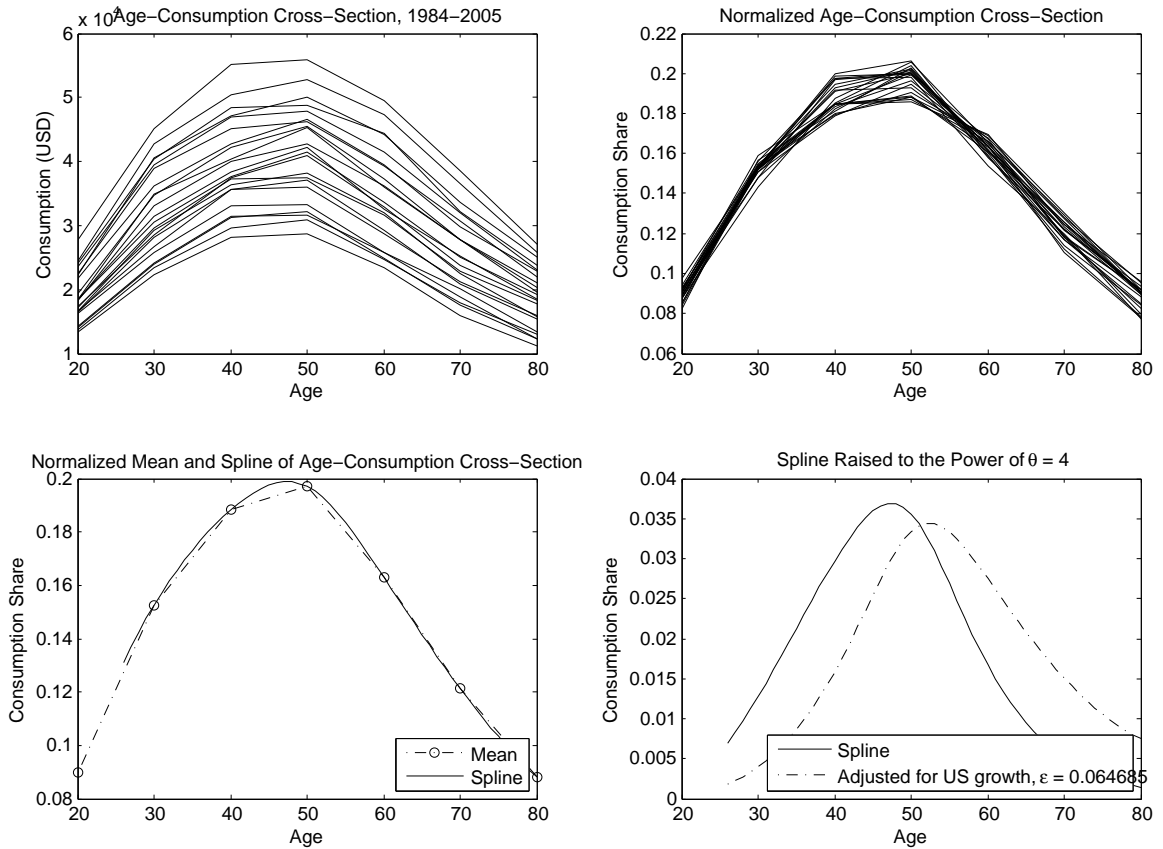 x 10⁴
Age−Consumption Cross−Section, 1984−2005
6
5
4
3
2
1
Consumption (USD)
20 30 40 50 60 70 80
Age
Normalized Age−Consumption Cross−Section
0.22
0.2
0.18
0.16
0.14
0.12
0.1
0.08
0.06
Consumption Share
20 30 40 50 60 70 80
Age
Normalized Mean and Spline of Age−Consumption Cross−Section
0.2
0.18
0.16
0.14
0.12
0.1
0.08
Consumption Share
Mean
Spline
20 30 40 50 60 70 80
Age
Spline Raised to the Power of θ = 4
0.04
0.035
0.03
0.025
0.02
0.015
0.01
0.005
0
Consumption Share
Spline
Adjusted for US growth, ε = 0.064685
20 30 40 50 60 70 80
Age